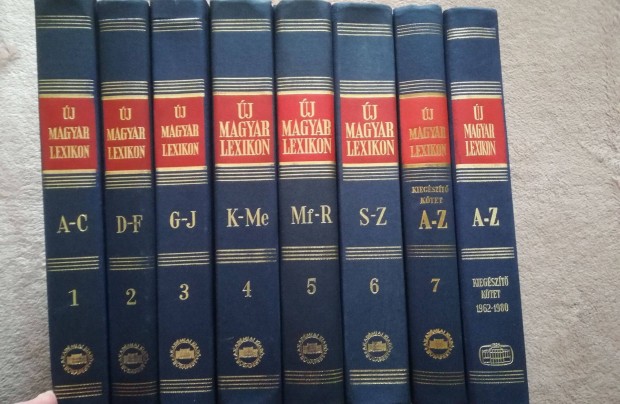 ÚJ
MAGYAR
LEXIKON
A-C
1
ÚJ
MAGYAR
LEXIKON
D-F
2
ÚJ
MAGYAR
LEXIKON
G-J
3
ÚJ
MAGYAR
LEXIKON
K-Me
4
ÚJ
MAGYAR
LEXIKON
Mf-R
5
ÚJ
MAGYAR
LEXIKON
S-Z
6
ÚJ
MAGYAR
LEXIKON
KIEGÉSZÍTŐ
KÖTET
A-Z
7
ÚJ
MAGYAR
LEXIKON
A-Z
KIEGÉSZÍTŐ
KÖTET
1962-1980